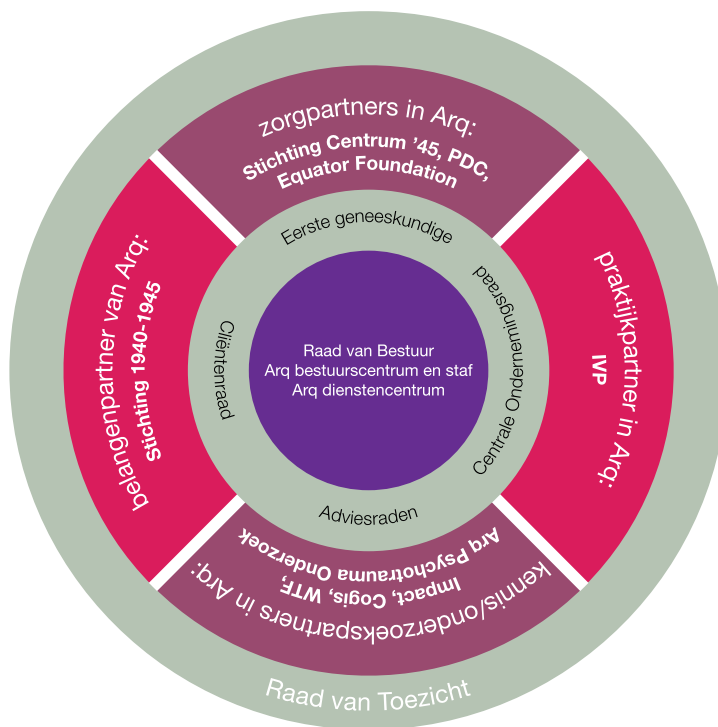 zorgpartners in Arq:
Stichting Centrum ’45, PDC,
Equator Foundation
belangenpartner van Arq:
Stichting 1940-1945
praktijkpartner in Arq:
IVP
Eerste geneeskundige
Cliëntenraad
Centrale Ondernemingsraad
Adviesraden
Raad van Bestuur
Arq bestuurscentrum en staf
Arq dienstencentrum
kennis/onderzoekspartners in Arq:
Impact, Cogis, WTF,
Arq Psychotrauma Onderzoek
Raad van Toezicht